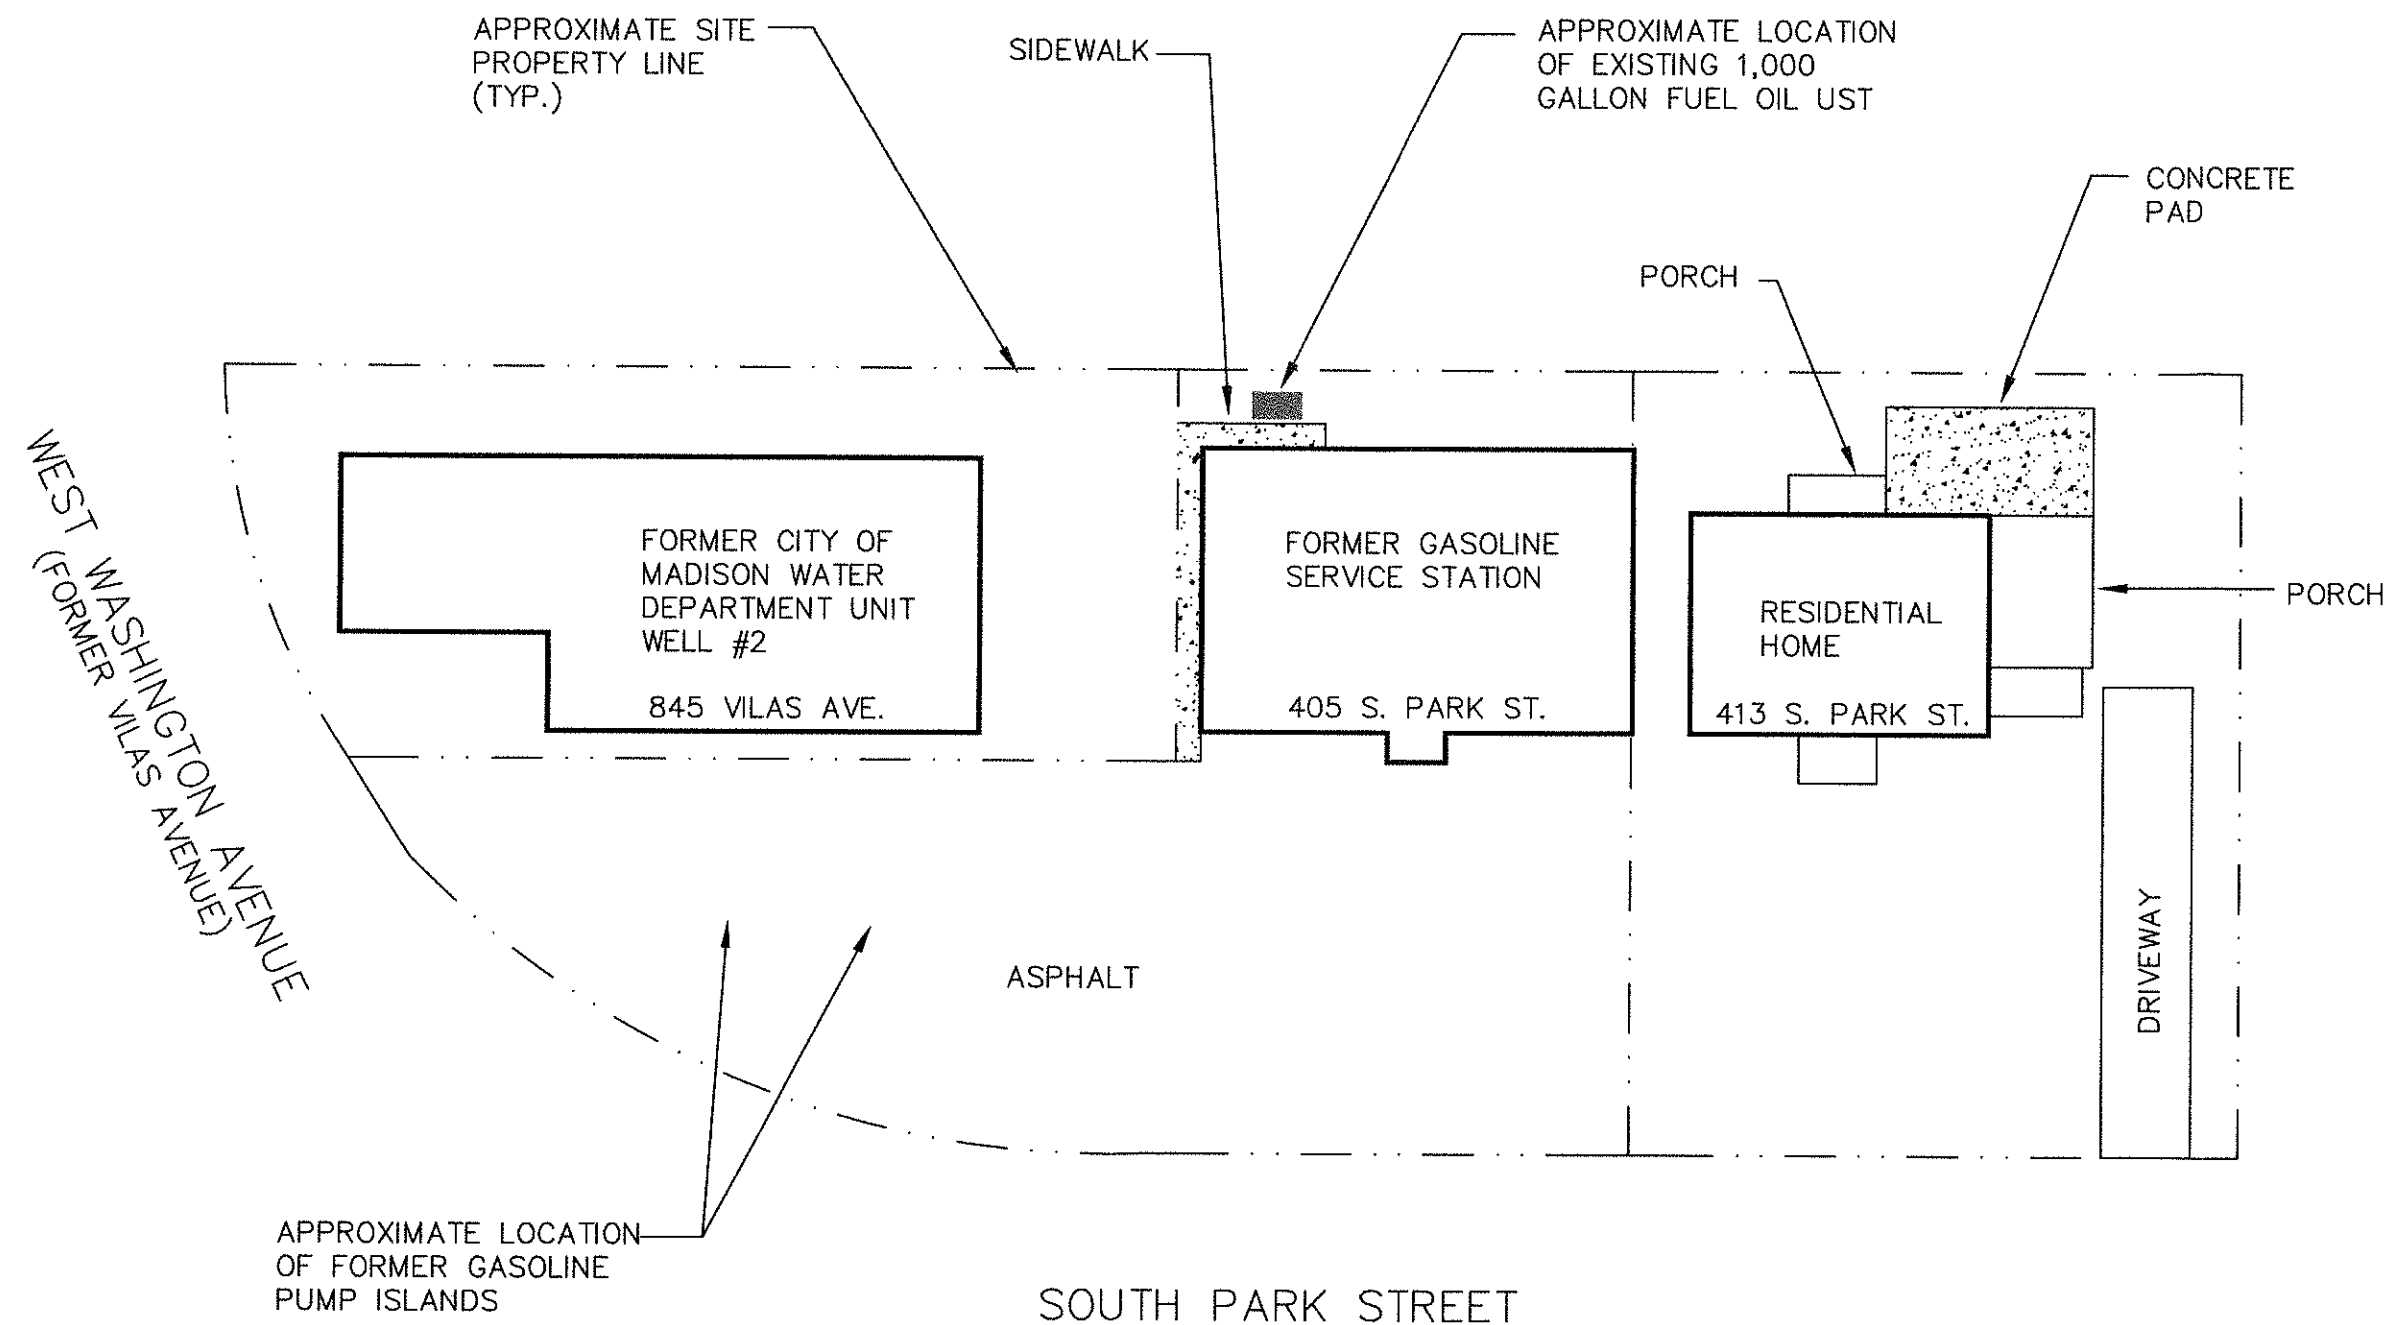 APPROXIMATE SITE
PROPERTY LINE
(TYP.)
SIDEWALK
APPROXIMATE LOCATION
OF EXISTING 1,000
GALLON FUEL OIL UST
CONCRETE
PAD
PORCH
WEST WASHINGTON AVENUE
(FORMER VILAS AVENUE)
FORMER CITY OF
MADISON WATER
DEPARTMENT UNIT
WELL #2
845 VILAS AVE.
FORMER GASOLINE
SERVICE STATION
405 S. PARK ST.
RESIDENTIAL
HOME
413 S. PARK ST.
PORCH
DRIVEWAY
ASPHALT
APPROXIMATE LOCATION
OF FORMER GASOLINE
PUMP ISLANDS
SOUTH PARK STREET